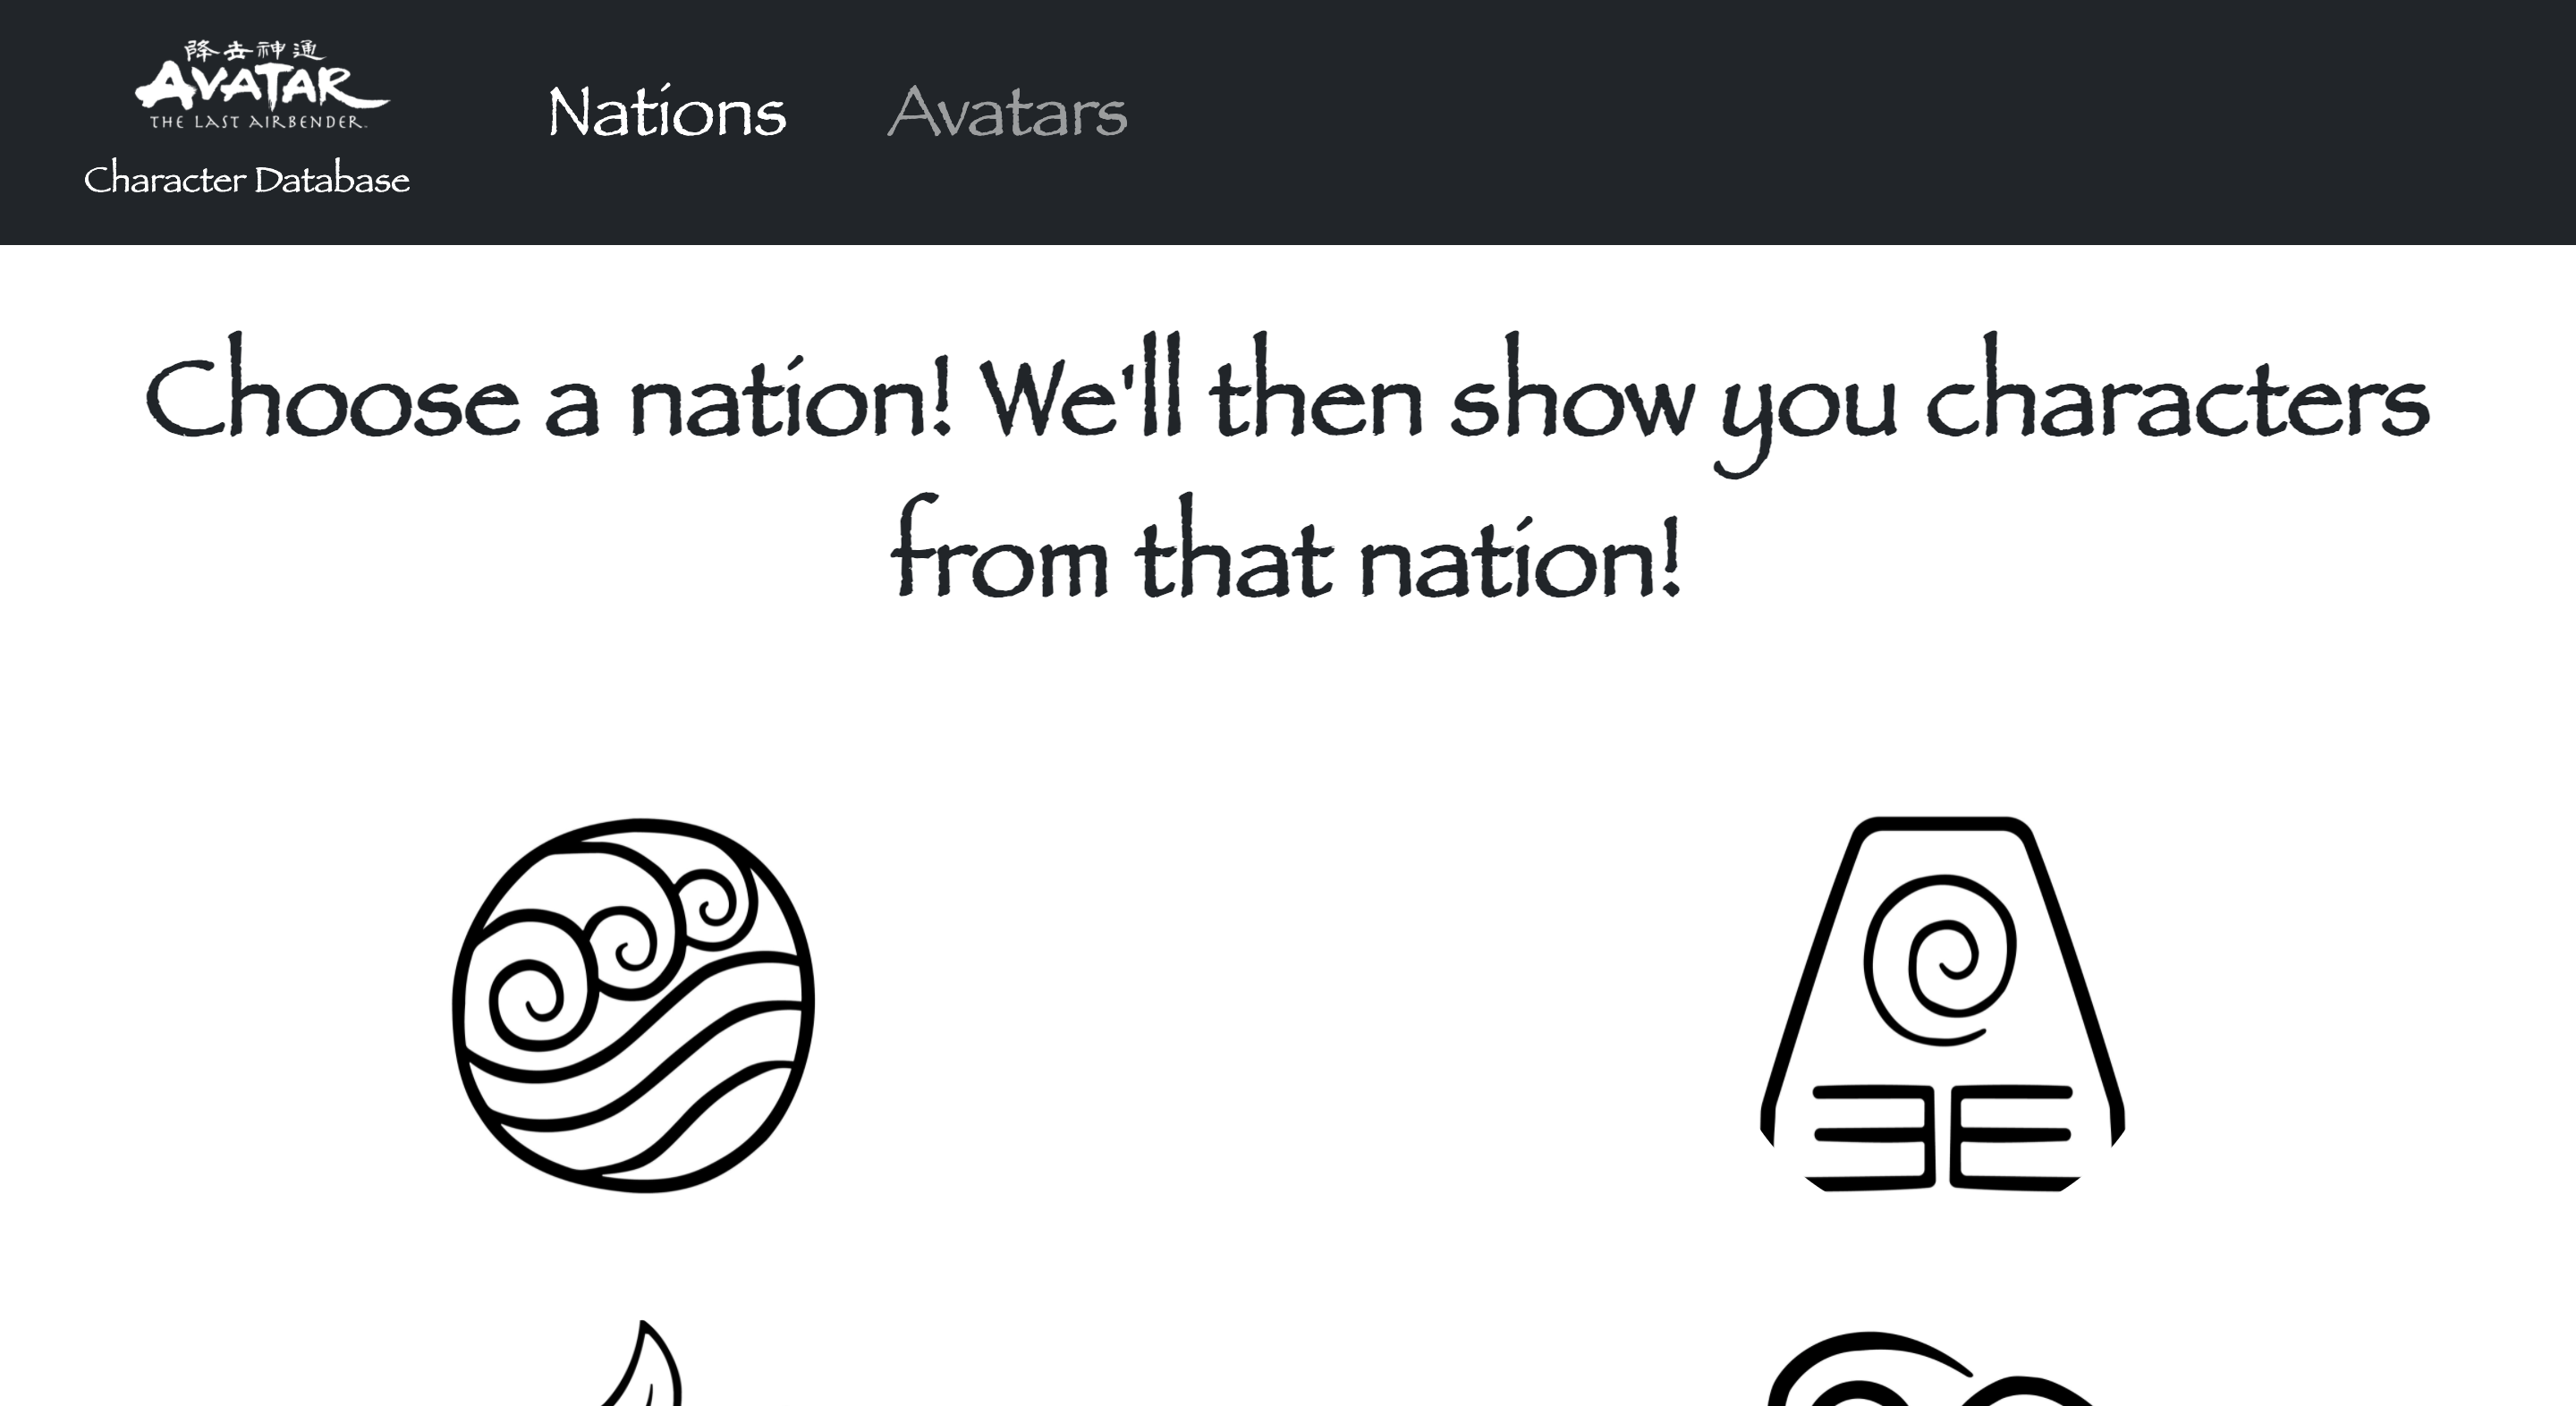 降去神通
AVATAR
THE LAST AIRBENDER™
Character Database
Nations
Avatars
Choose a nation! We'll then show you characters
from that nation!